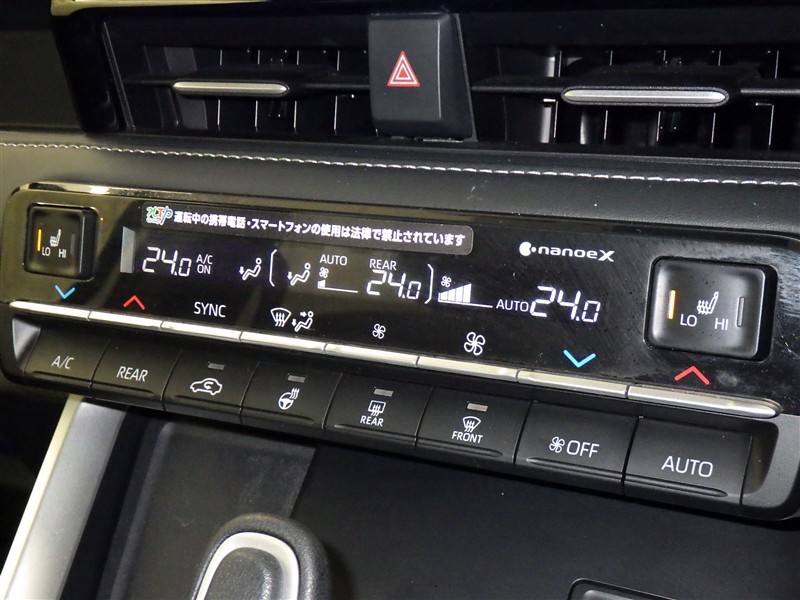 運転中の携帯電話・スマートフォンの使用は法律で禁止されています
nanoeX
LO HI
24.0 A/C ON
AUTO
REAR 24.0
AUTO 24.0
LO HI
SYNC
A/C
REAR
REAR
FRONT
OFF
AUTO